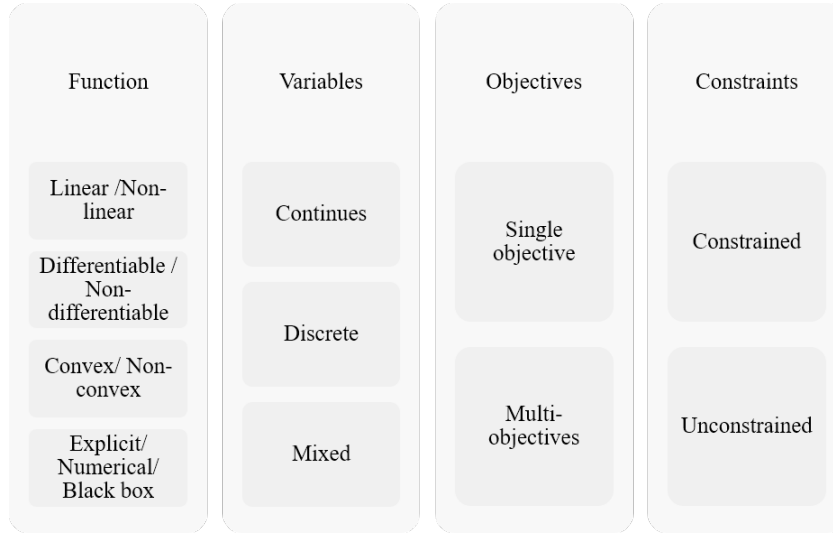 Function
Linear /Non-
linear
Differentiable /
Non-
differentiable
Convex/ Non-
convex
Explicit/
Numerical/
Black box
Variables
Continues
Discrete
Mixed
Objectives
Single
objective
Multi-
objectives
Constraints
Constrained
Unconstrained